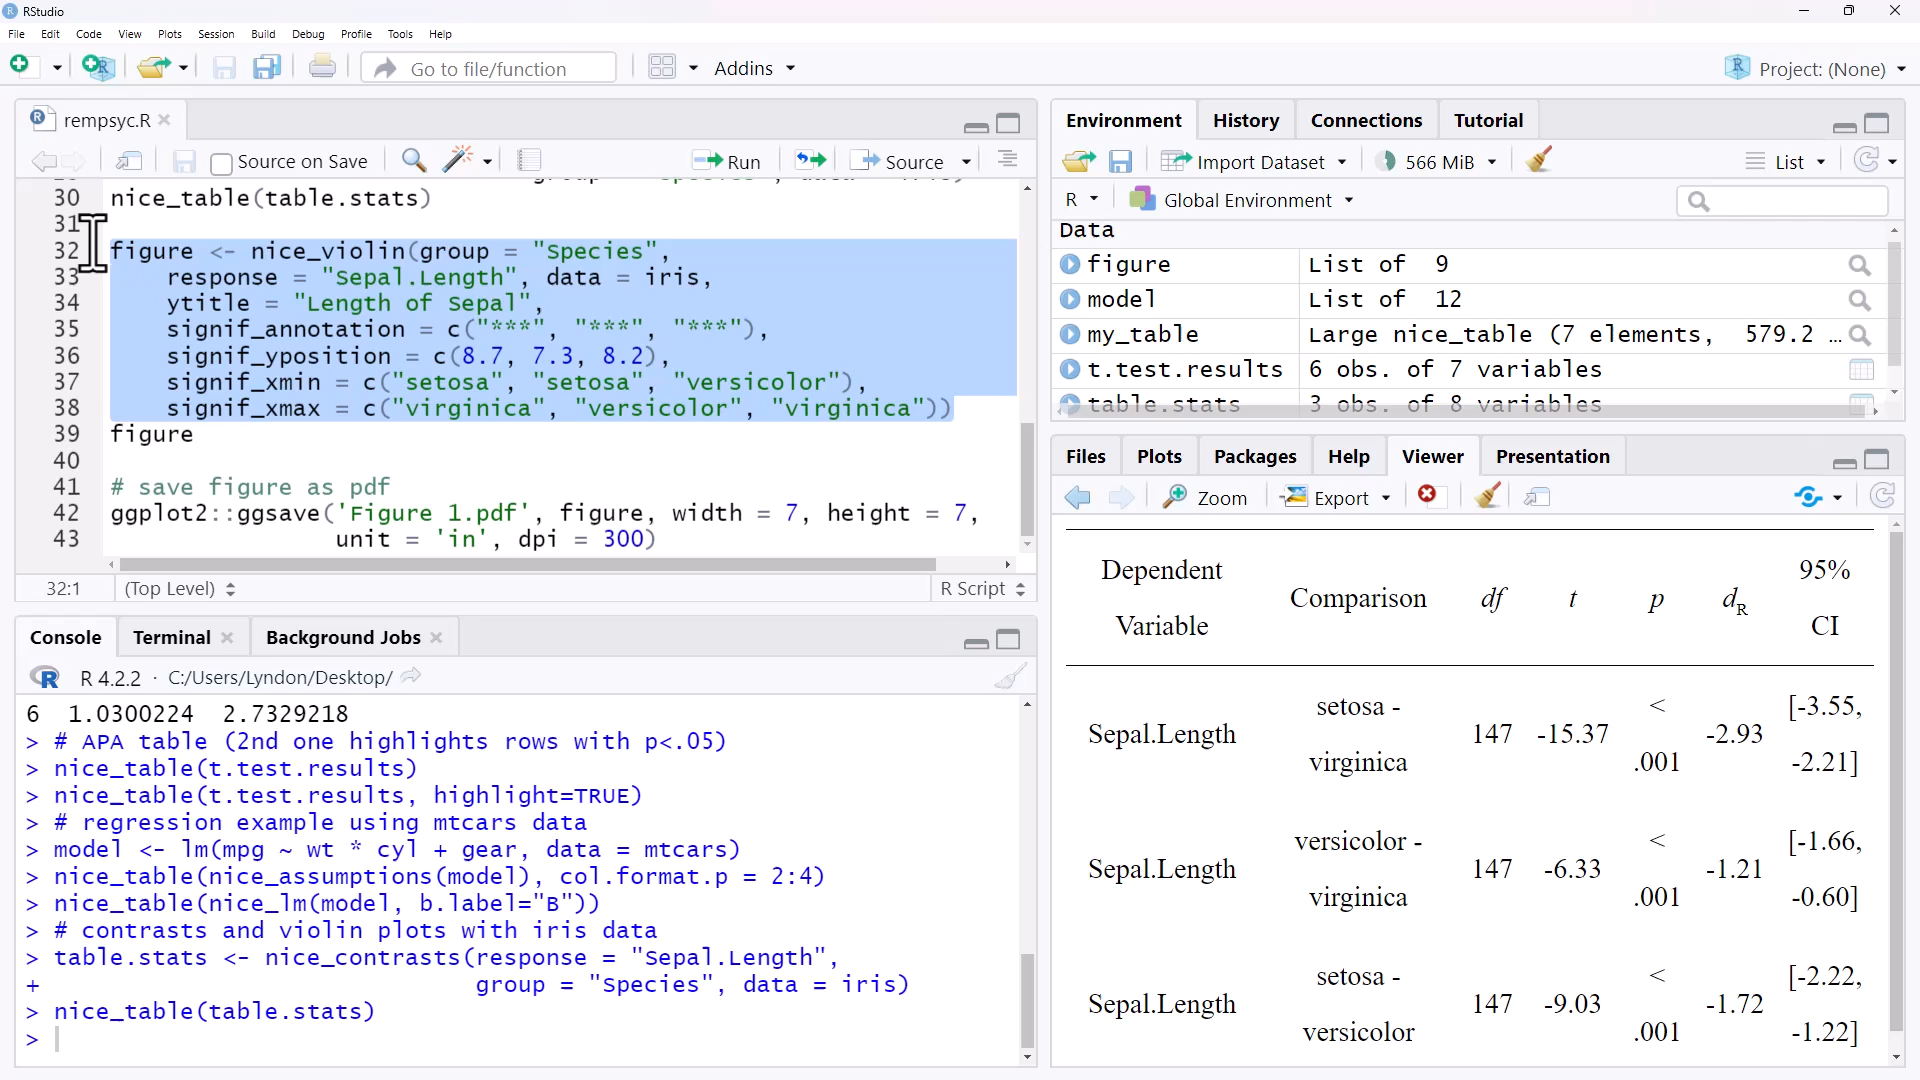 RStudio
File Edit Code View Plots Session Build Debug Profile Tools Help
Go to file/function Addins Project: (None)
rempsyc.R
Source on Save Run Source
30 nice_table(table.stats)
31
32 figure <- nice_violin(group = "Species",
33 response = "Sepal.Length", data = iris,
34 ytitle = "Length of Sepal",
35 signif_annotation = c("***", "***", "***"),
36 signif_yposition = c(8.7, 7.3, 8.2),
37 signif_xmin = c("setosa", "setosa", "versicolor"),
38 signif_xmax = c("virginica", "versicolor", "virginica"))
39 figure
40
41 # save figure as pdf
42 ggplot2::ggsave('Figure 1.pdf', figure, width = 7, height = 7,
43 unit = 'in', dpi = 300)
32:1 (Top Level) R Script
Console Terminal Background Jobs
R 4.2.2 · C:/Users/Lyndon/Desktop/
6 1.0300224 2.7329218
> # APA table (2nd one highlights rows with p<.05)
> nice_table(t.test.results)
> nice_table(t.test.results, highlight=TRUE)
> # regression example using mtcars data
> model <- lm(mpg ~ wt * cyl + gear, data = mtcars)
> nice_table(nice_assumptions(model), col.format.p = 2:4)
> nice_table(nice_lm(model, b.label="B"))
> # contrasts and violin plots with iris data
> table.stats <- nice_contrasts(response = "Sepal.Length",
+ group = "Species", data = iris)
> nice_table(table.stats)
>
Environment History Connections Tutorial
Import Dataset 566 MiB List
R Global Environment
Data
figure List of 9
model List of 12
my_table Large nice_table (7 elements, 579.2 ...
t.test.results 6 obs. of 7 variables
table.stats 3 obs. of 8 variables
Files Plots Packages Help Viewer Presentation
Zoom Export
Dependent Variable Comparison df t p dR 95% CI
Sepal.Length setosa - virginica 147 -15.37 < .001 -2.93 [-3.55, -2.21]
Sepal.Length versicolor - virginica 147 -6.33 < .001 -1.21 [-1.66, -0.60]
Sepal.Length setosa - versicolor 147 -9.03 < .001 -1.72 [-2.22, -1.22]